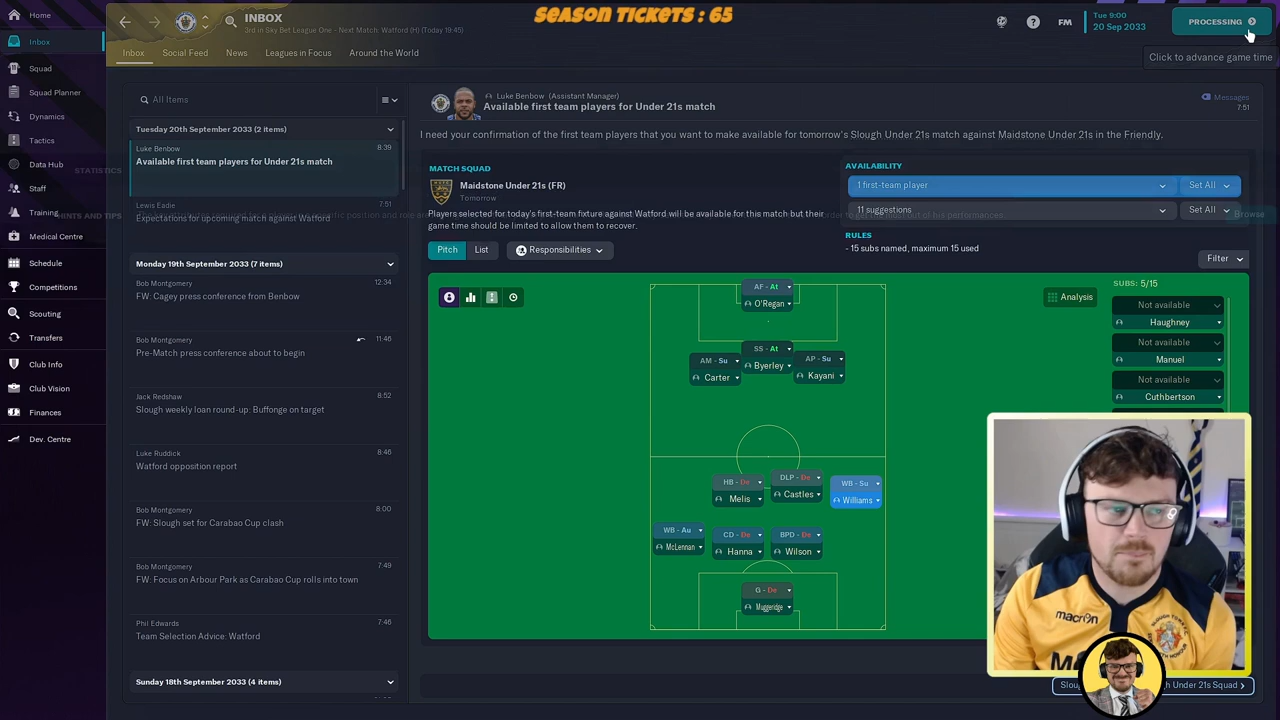 SEASON TICKETS : 65
Home
Inbox
Squad
Squad Planner
Dynamics
Tactics
Data Hub
Staff
Training
Medical Centre
Schedule
Competitions
Scouting
Transfers
Club Info
Club Vision
Finances
Dev. Centre
STATISTICS
HINTS AND TIPS
INBOX
3rd in Sky Bet League One - Next Match, Watford (H) (Today 19:45)
FM
Tue 9:00
20 Sep 2033
PROCESSING
Click to advance game time
Inbox
Social Feed
News
Leagues in Focus
Around the World
All Items
Tuesday 20th September 2033 (2 items)
Luke Benbow
8:39
Available first team players for Under 21s match
Lewis Eadie
7:51
Expectations for upcoming match against Watford
Monday 19th September 2033 (7 items)
Bob Montgomery
12:34
FW: Cagey press conference from Benbow
Bob Montgomery
11:46
Pre-Match press conference about to begin
Jack Redshaw
8:52
Slough weekly loan round-up: Buffonge on target
Luke Ruddick
8:46
Watford opposition report
Bob Montgomery
8:00
FW: Slough set for Carabao Cup clash
Bob Montgomery
7:49
FW: Focus on Arbour Park as Carabao Cup rolls into town
Phil Edwards
7:46
Team Selection Advice: Watford
Sunday 18th September 2033 (4 items)
Luke Benbow (Assistant Manager)
Available first team players for Under 21s match
Messages
7:51
I need your confirmation of the first team players that you want to make available for tomorrow's Slough Under 21s match against Maidstone Under 21s in the Friendly.
MATCH SQUAD
Maidstone Under 21s (FR)
Tomorrow
Players selected for today's first-team fixture against Watford will be available for this match but their
game time should be limited to allow them to recover.
AVAILABILITY
1 first-team player
Set All
11 suggestions
Set All
Browse
RULES
- 15 subs named, maximum 15 used
Pitch
List
Responsibilities
Filter
Analysis
SUBS: 5/15
Not available
Haughney
Not available
Manuel
Not available
Cuthbertson
AF - At
O'Regan
SS - At
Byerley
AM - Su
Carter
AP - Su
Kayani
HB - De
Melis
DLP - De
Castles
WB - Su
Williams
WB - Au
McLennan
CD - De
Hanna
BPD - De
Wilson
G - De
Muggeridge
macron
Under 21s Squad